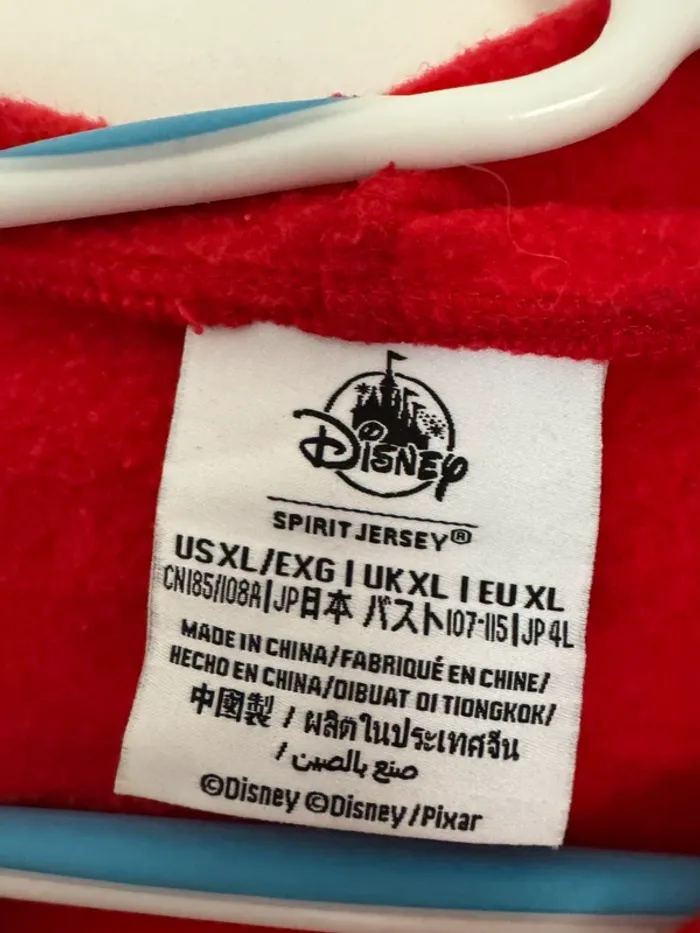 Disney
SPIRIT JERSEY®
US XL/EXG | UK XL | EU XL
CN185/108A|JP日本 バスト107-115|JP 4L
MADE IN CHINA/FABRIQUÉ EN CHINE/
HECHO EN CHINA/DIBUAT DI TIONGKOK/
中國製 / ผลิตในประเทศจีน
/ صنع بالصين
©Disney ©Disney/Pixar